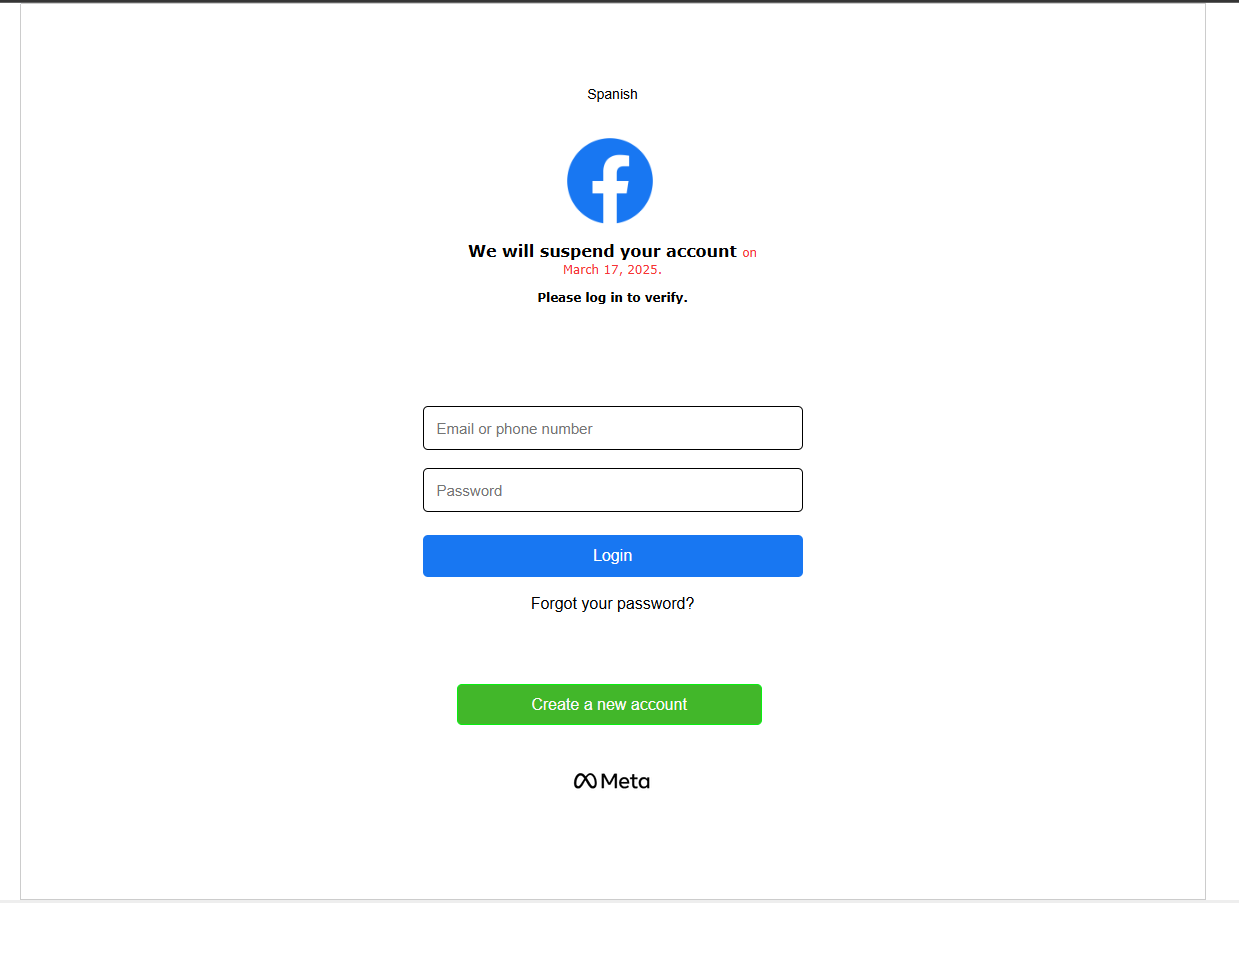 Spanish
We will suspend your account on
March 17, 2025.
Please log in to verify.
Email or phone number
Password
Login
Forgot your password?
Create a new account
Meta